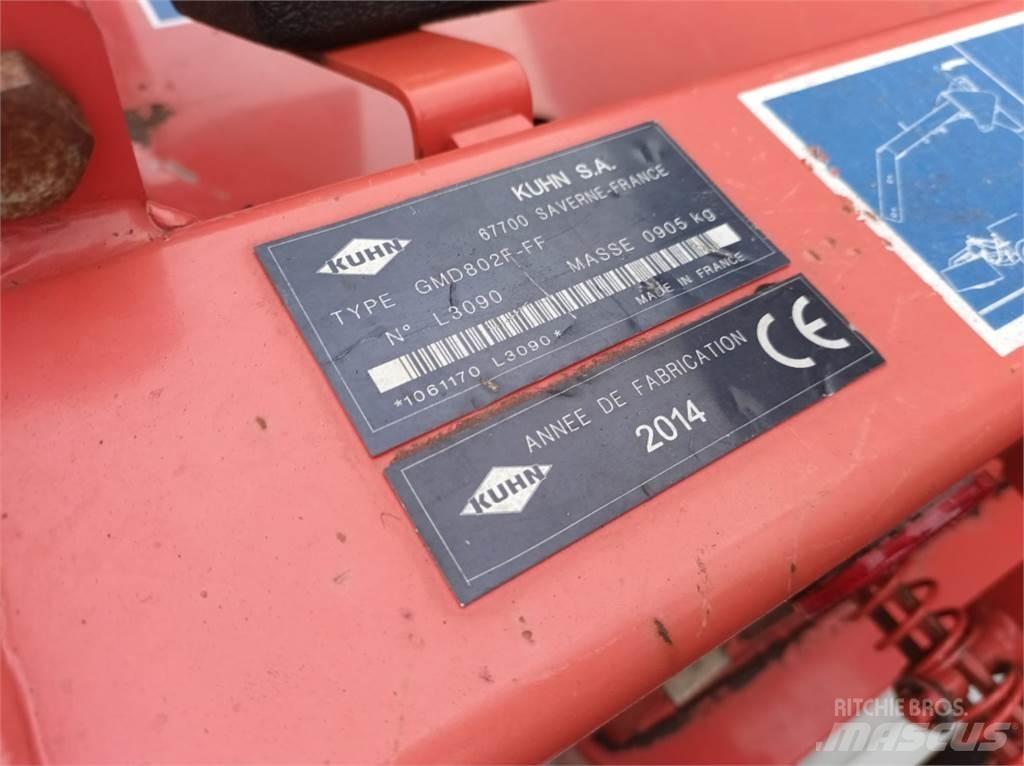 KUHN S.A.
67700 SAVERNE-FRANCE
KUHN
TYPE GMD802F-FF
N° L3090 MASSE 0905 kg
*1061170 L3090*
MADE IN FRANCE
ANNEE DE FABRICATION
CE
KUHN
2014
RITCHIE BROS.
MASCUS